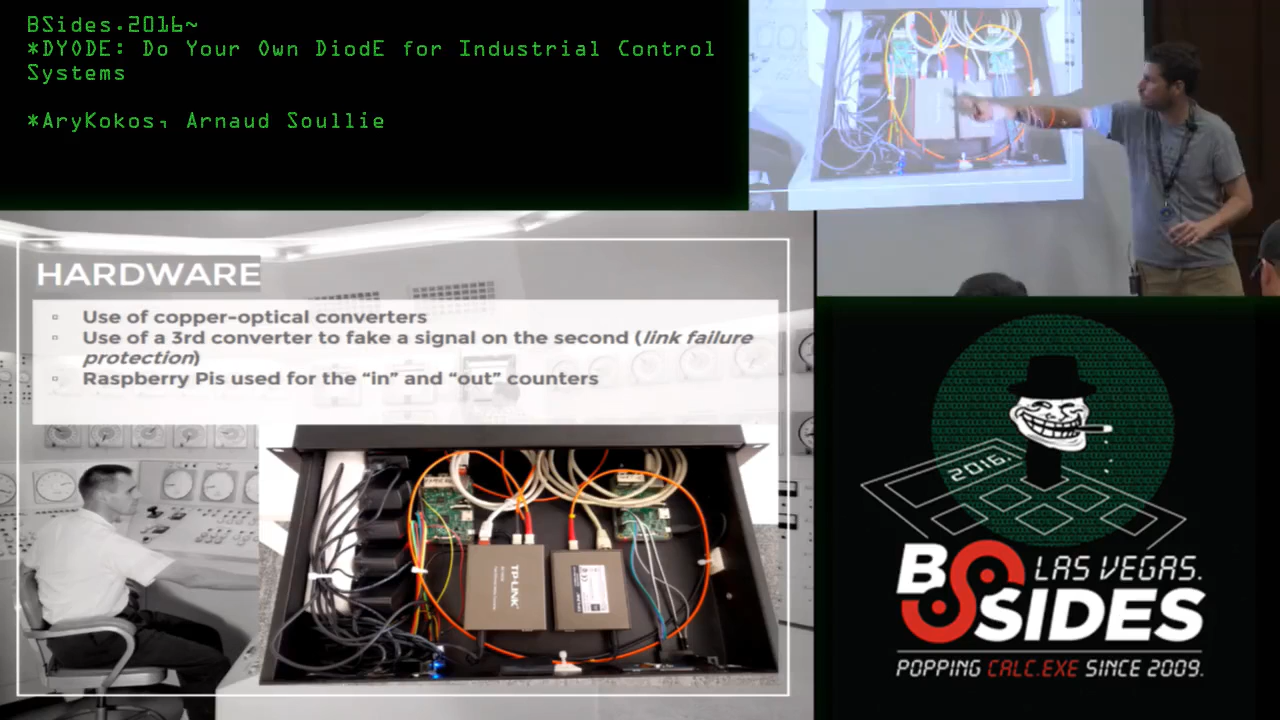 BSides.2016~
*DYODE: Do Your Own DiodE for Industrial Control
Systems
*AryKokos, Arnaud Soullie
HARDWARE
▫ Use of copper-optical converters
▫ Use of a 3rd converter to fake a signal on the second (link failure
protection)
▫ Raspberry Pis used for the “in” and “out” counters
TP-LINK
2016.
BSIDES
LAS VEGAS.
POPPING CALC.EXE SINCE 2009.